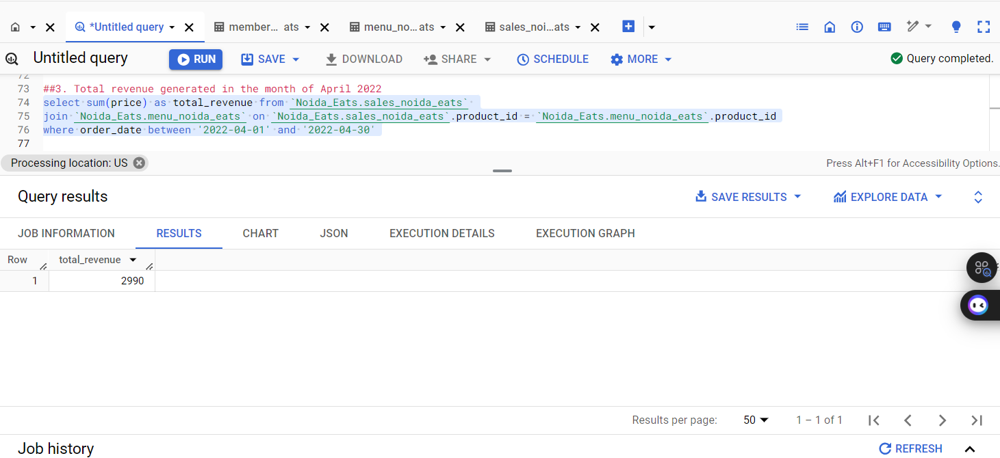 *Untitled query
member... ats
menu_no...ats
sales_noi...ats
Untitled query
RUN
SAVE
DOWNLOAD
SHARE
SCHEDULE
MORE
Query completed.
72
73 ##3. Total revenue generated in the month of April 2022
74 select sum(price) as total_revenue from `Noida_Eats.sales_noida_eats`
75 join `Noida_Eats.menu_noida_eats` on `Noida_Eats.sales_noida_eats`.product_id = `Noida_Eats.menu_noida_eats`.product_id
76 where order_date between '2022-04-01' and '2022-04-30'
77
Processing location: US
Press Alt+F1 for Accessibility Options.
Query results
SAVE RESULTS
EXPLORE DATA
JOB INFORMATION
RESULTS
CHART
JSON
EXECUTION DETAILS
EXECUTION GRAPH
Row total_revenue
1 2990
Results per page: 50 1 – 1 of 1
Job history
REFRESH